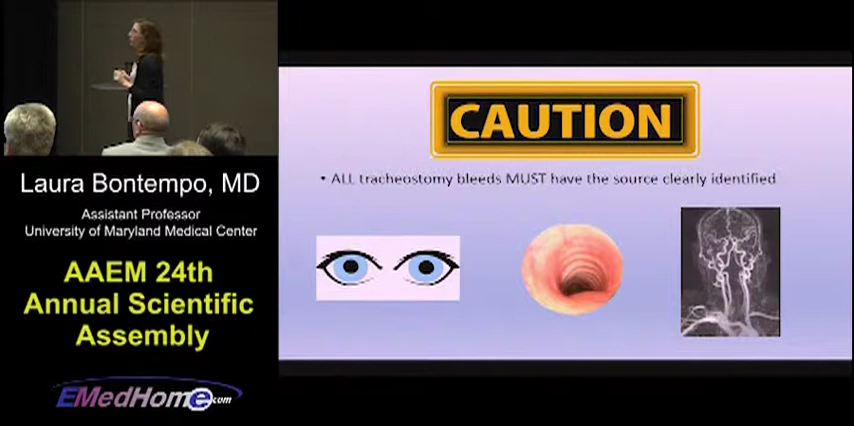 CAUTION
• ALL tracheostomy bleeds MUST have the source clearly identified
Laura Bontempo, MD
Assistant Professor
University of Maryland Medical Center
AAEM 24th
Annual Scientific
Assembly
EMedHome.com